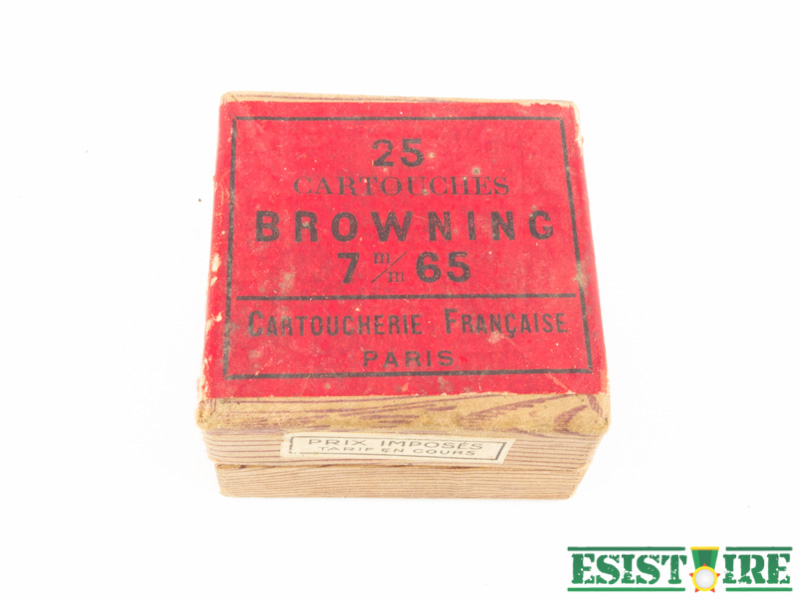 25
CARTOUCHES
BROWNING
7 m/m 65
CARTOUCHERIE FRANÇAISE
PARIS
PRIX IMPOSÉS
TARIF EN COURS
ESISTOIRE